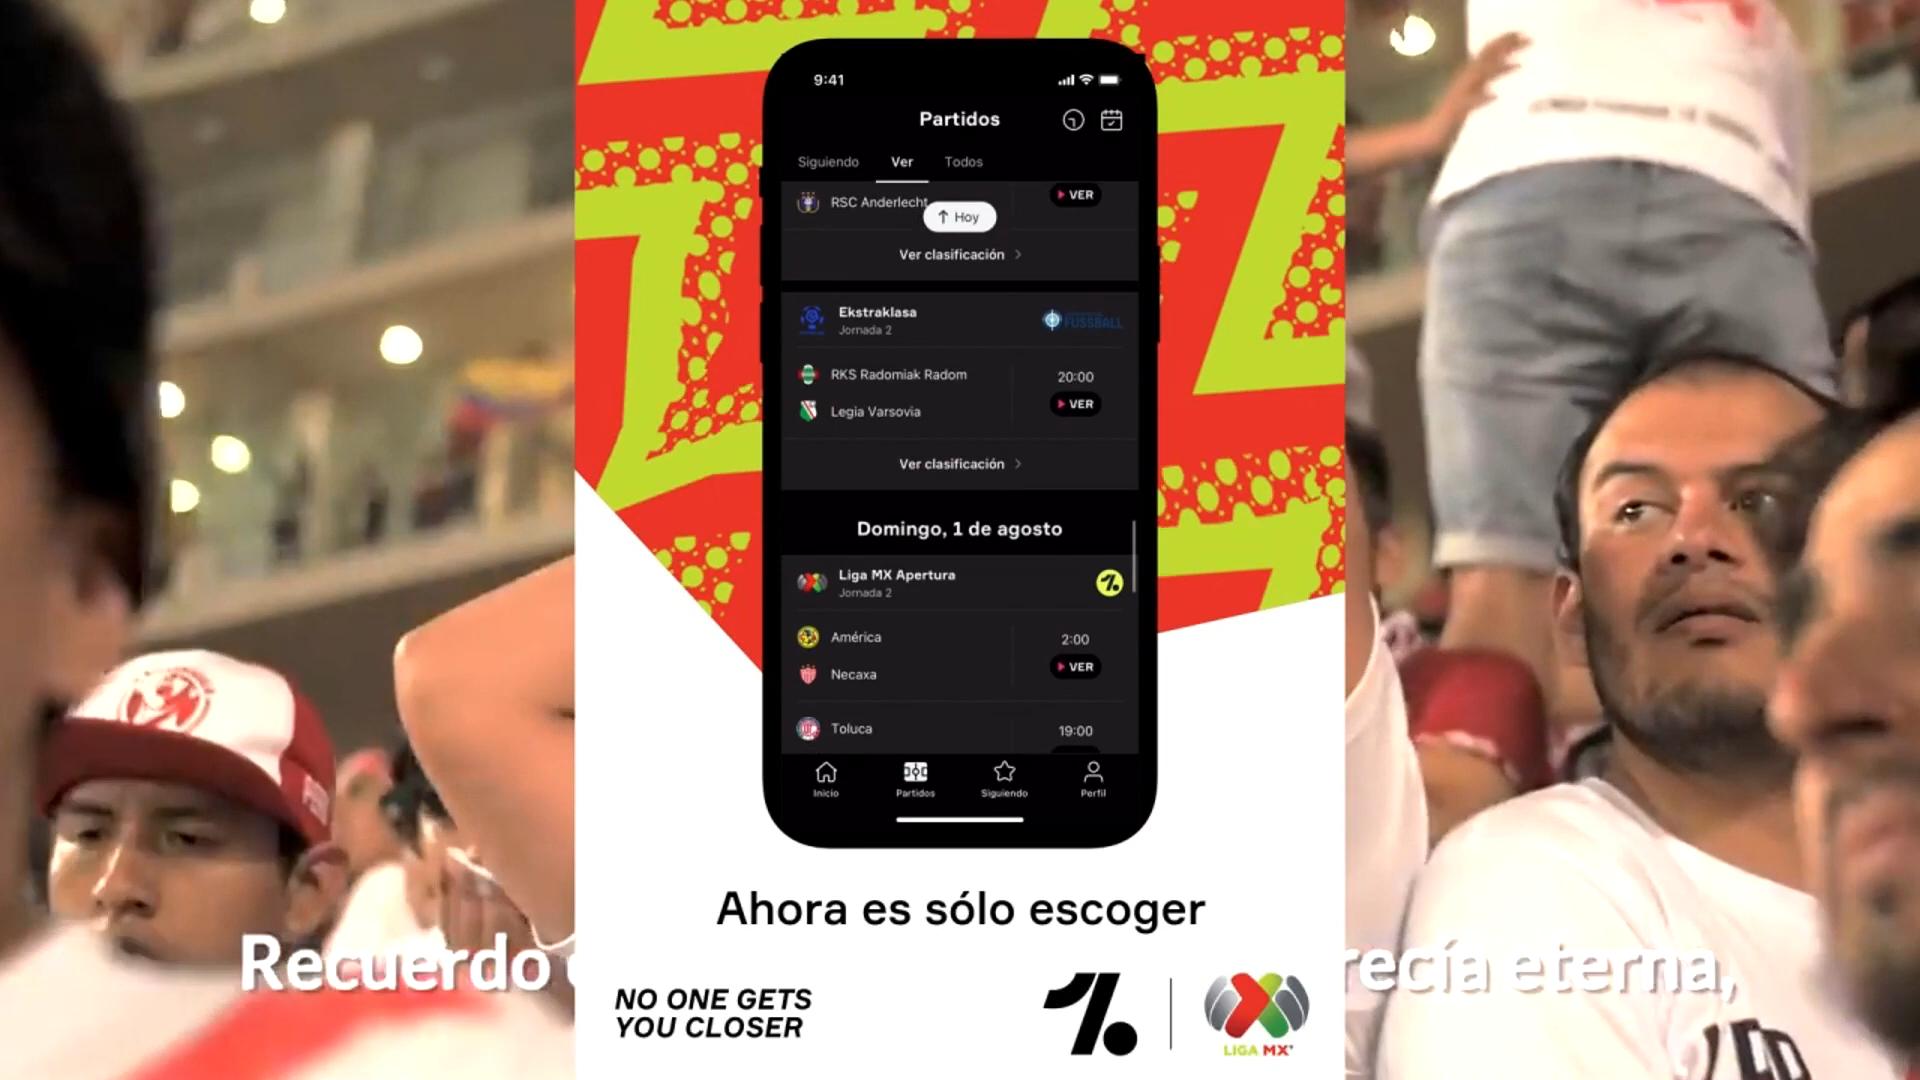 9:41
Partidos
Siguiendo Ver Todos
RSC Anderlecht VER
Hoy
Ver clasificación
Ekstraklasa
Jornada 2
FUSSBALL
RKS Radomiak Radom 20:00
VER
Legia Varsovia
Ver clasificación
Domingo, 1 de agosto
Liga MX Apertura
Jornada 2
América 2:00
VER
Necaxa
Toluca 19:00
Inicio Partidos Siguiendo Perfil
Ahora es sólo escoger
Recuerdo recía eterna,
NO ONE GETS
YOU CLOSER
LIGA MX